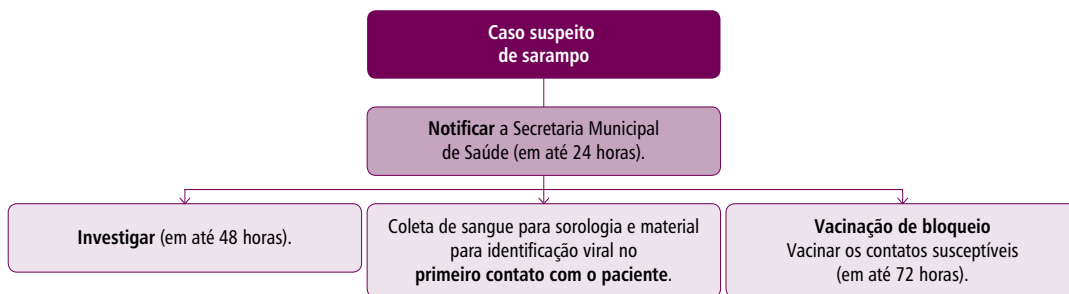 Caso suspeito
de sarampo
Notificar a Secretaria Municipal
de Saúde (em até 24 horas).
Investigar (em até 48 horas).
Coleta de sangue para sorologia e material
para identificação viral no
primeiro contato com o paciente.
Vacinação de bloqueio
Vacinar os contatos susceptíveis
(em até 72 horas).